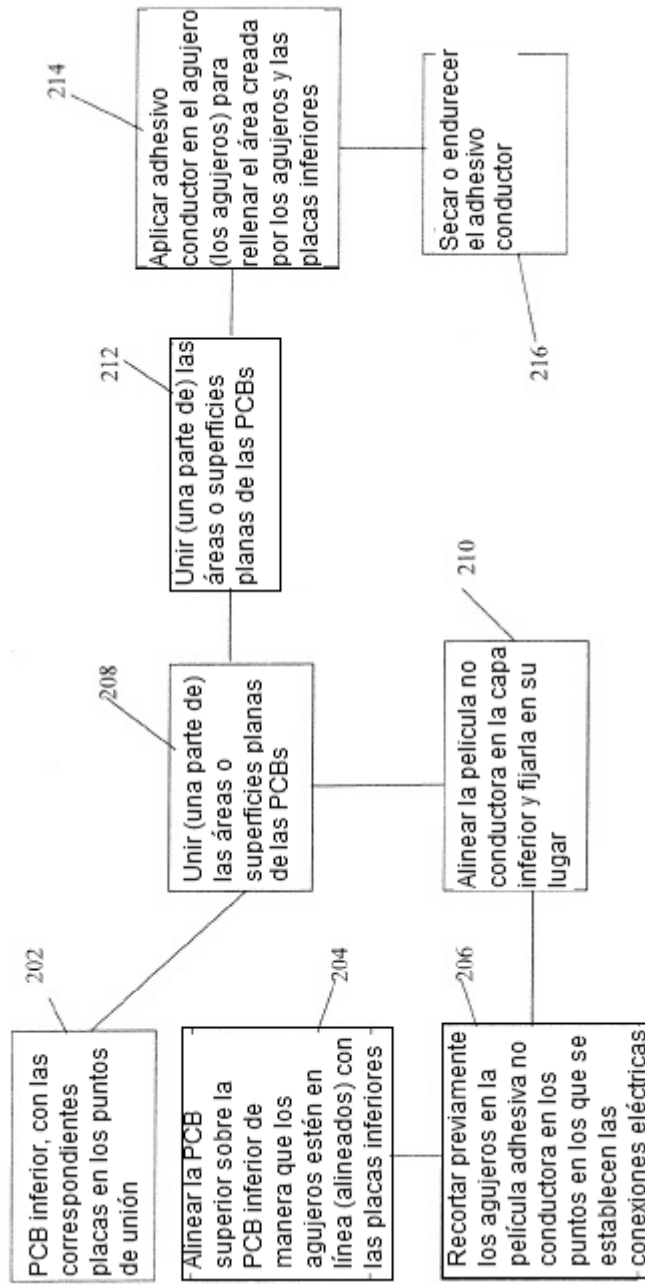 202
PCB inferior, con las
correspondientes
placas en los puntos
de unión
204
Alinear la PCB
superior sobre la
PCB inferior de
manera que los
agujeros estén en
línea (alineados) con
las placas inferiores
206
Recortar previamente
los agujeros en la
película adhesiva no
conductora en los
puntos en los que se
establecen las
conexiones eléctricas
208
Unir (una parte de)
las áreas o
superficies planas
de las PCBs
210
Alinear la película no
conductora en la capa
inferior y fijarla en su
lugar
212
Unir (una parte de) las
áreas o superficies
planas de las PCBs
214
Aplicar adhesivo
conductor en el agujero
(los agujeros) para
rellenar el área creada
por los agujeros y las
placas inferiores
216
Secar o endurecer
el adhesivo
conductor